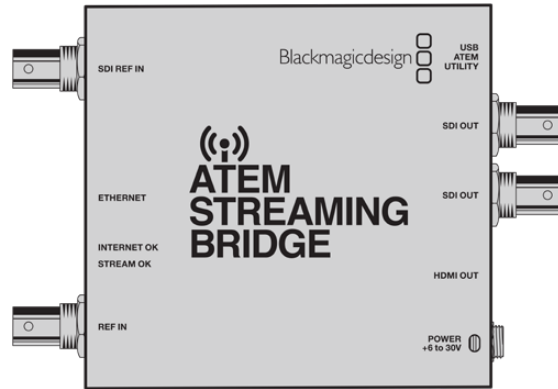 SDI REF IN
Blackmagicdesign
USB
ATEM
UTILITY
SDI OUT
ETHERNET
ATEM
STREAMING
BRIDGE
SDI OUT
INTERNET OK
STREAM OK
HDMI OUT
REF IN
POWER
+6 to 30V